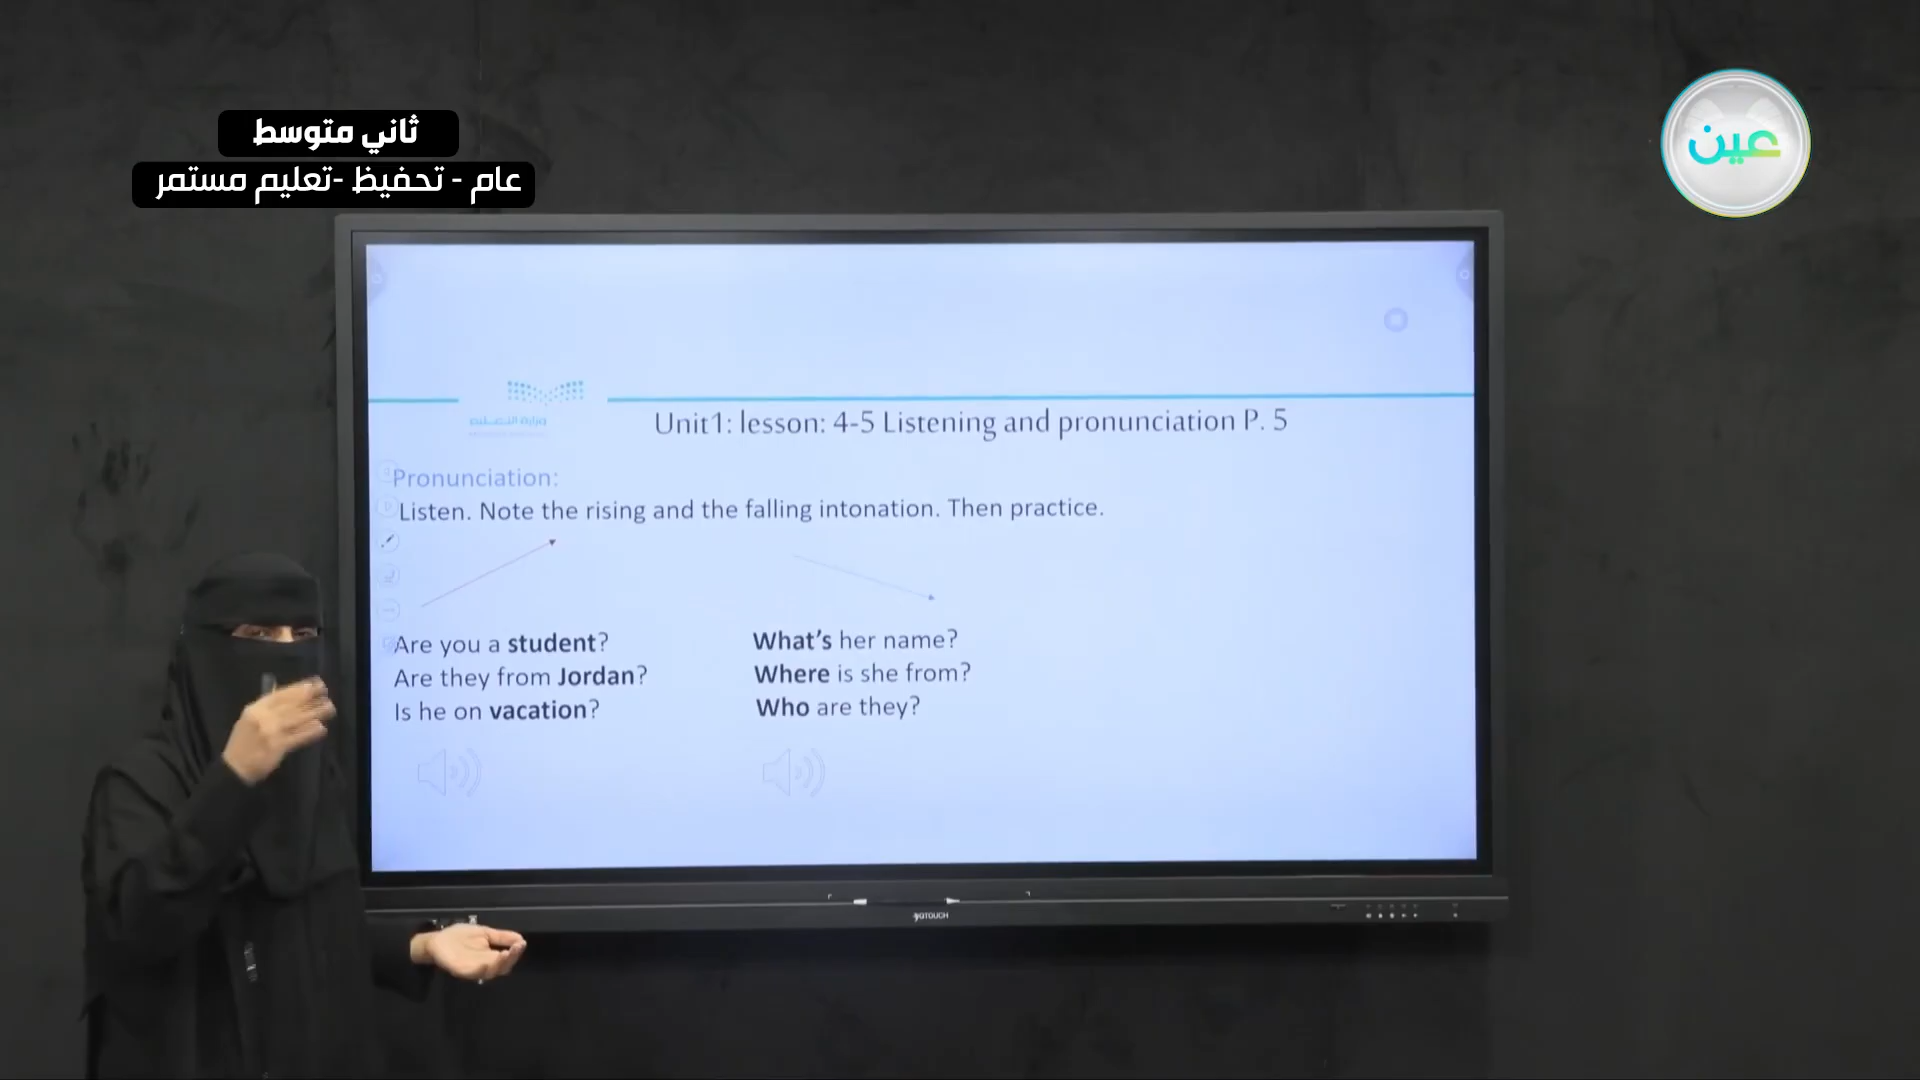 ثاني متوسط
عام - تحفيظ -تعليم مستمر
عين
وزارة التعليم
Unit1: lesson: 4-5 Listening and pronunciation P. 5
Pronunciation:
Listen. Note the rising and the falling intonation. Then practice.
Are you a student?
Are they from Jordan?
Is he on vacation?
What's her name?
Where is she from?
Who are they?